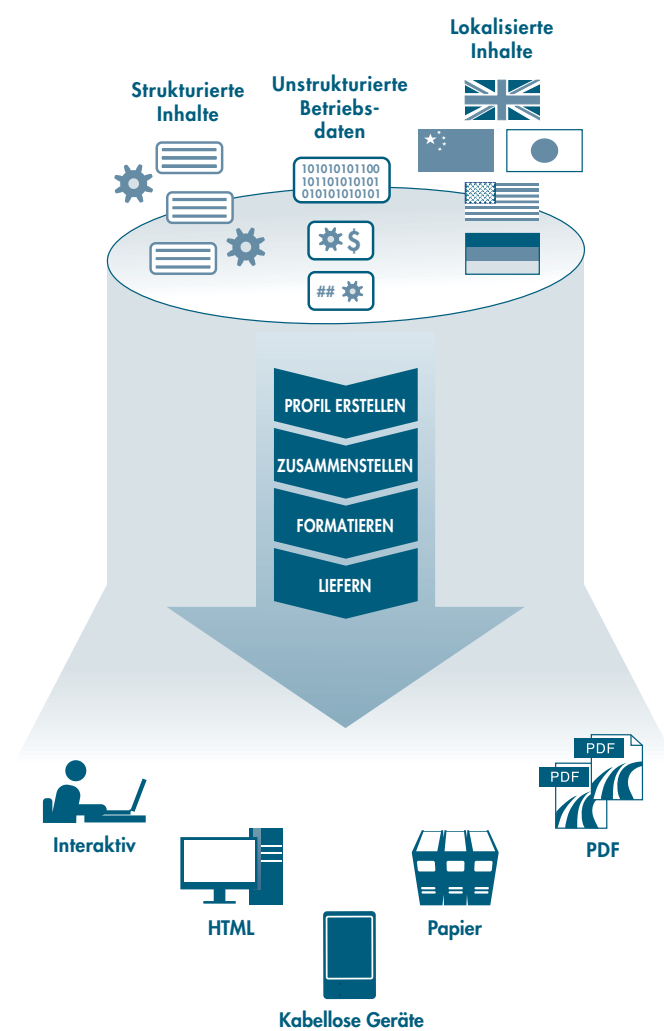 Lokalisierte
Inhalte
Strukturierte
Inhalte
Unstrukturierte
Betriebs-
daten
101010101100
101101010101
010101010101
$
##
PROFIL ERSTELLEN
ZUSAMMENSTELLEN
FORMATIEREN
LIEFERN
PDF
PDF
Interaktiv
PDF
HTML
Papier
Kabellose Geräte